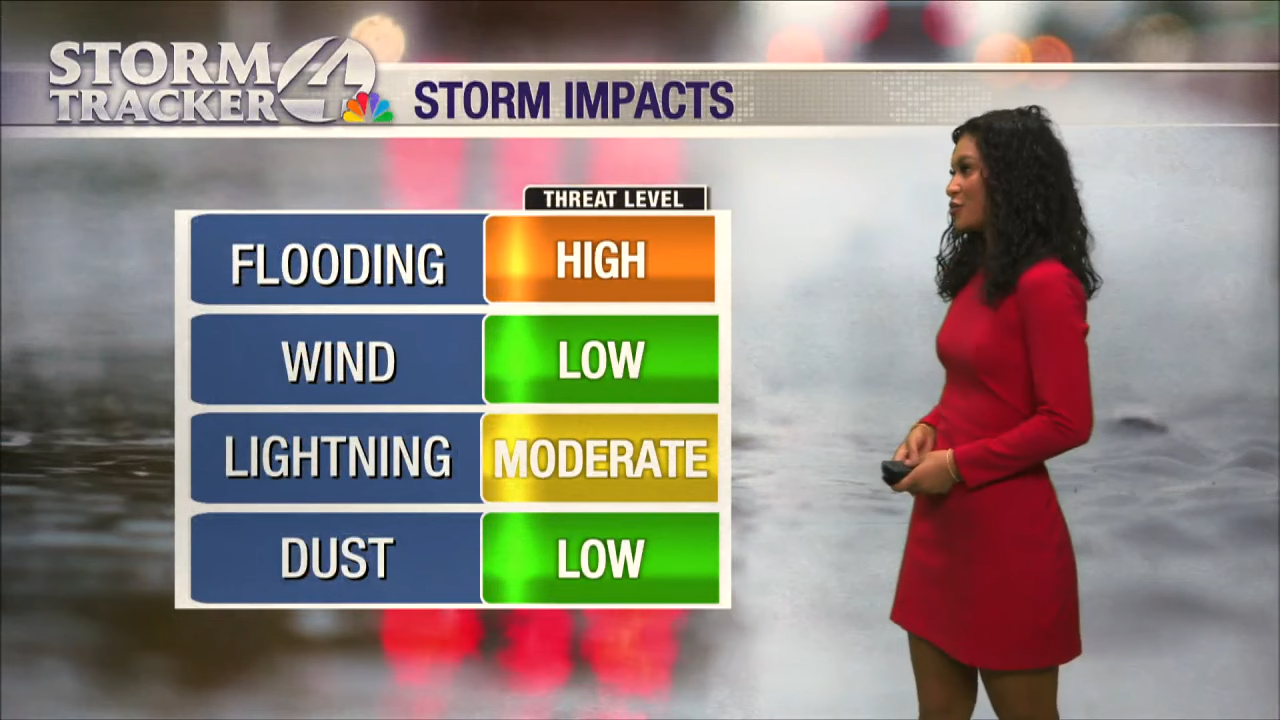 STORM
TRACKER 4
STORM IMPACTS
THREAT LEVEL
FLOODING HIGH
WIND LOW
LIGHTNING MODERATE
DUST LOW